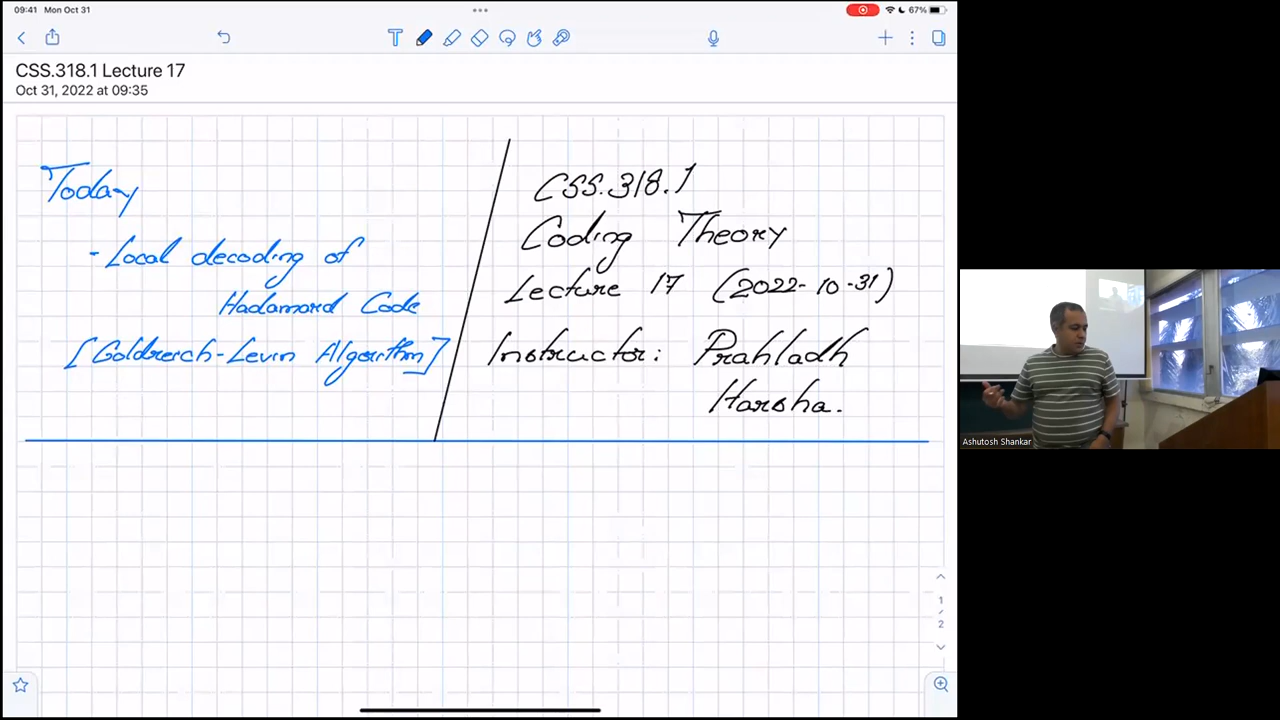 09:41 Mon Oct 31
67%
CSS.318.1 Lecture 17
Oct 31, 2022 at 09:35
Today
- Local decoding of
Hadamard Code
[Goldreich-Levin Algorithm]
CSS.318.1
Coding Theory
Lecture 17 (2022-10-31)
Instructor: Prahladh
Harsha.
Ashutosh Shankar
1
2